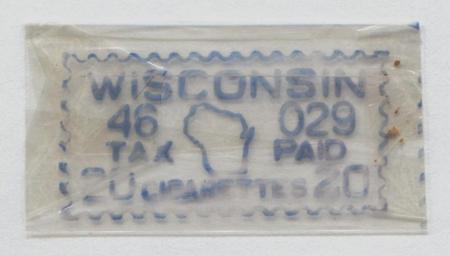 WISCONSIN
46 029
TAX PAID
20 CIGARETTES 20